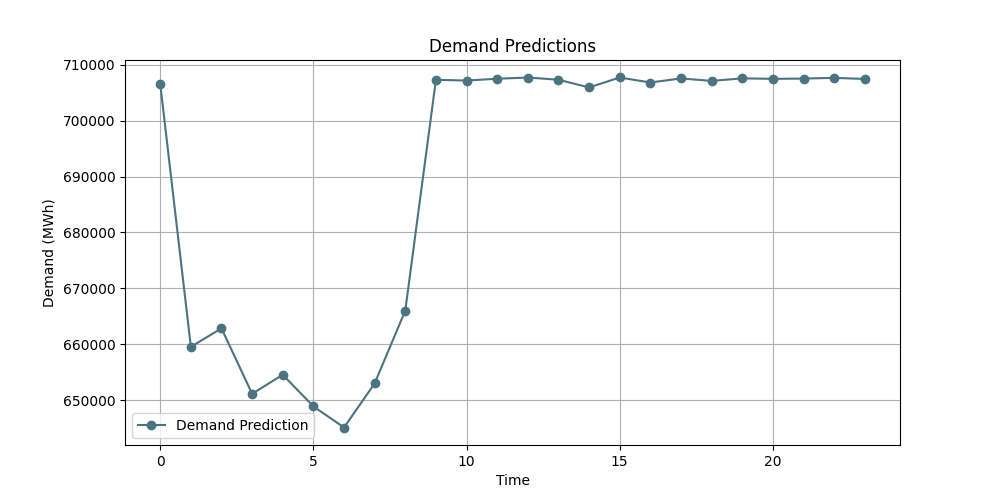 Demand Predictions
710000
700000
690000
680000
670000
660000
650000
Demand (MWh)
Demand Prediction
0 5 10 15 20
Time